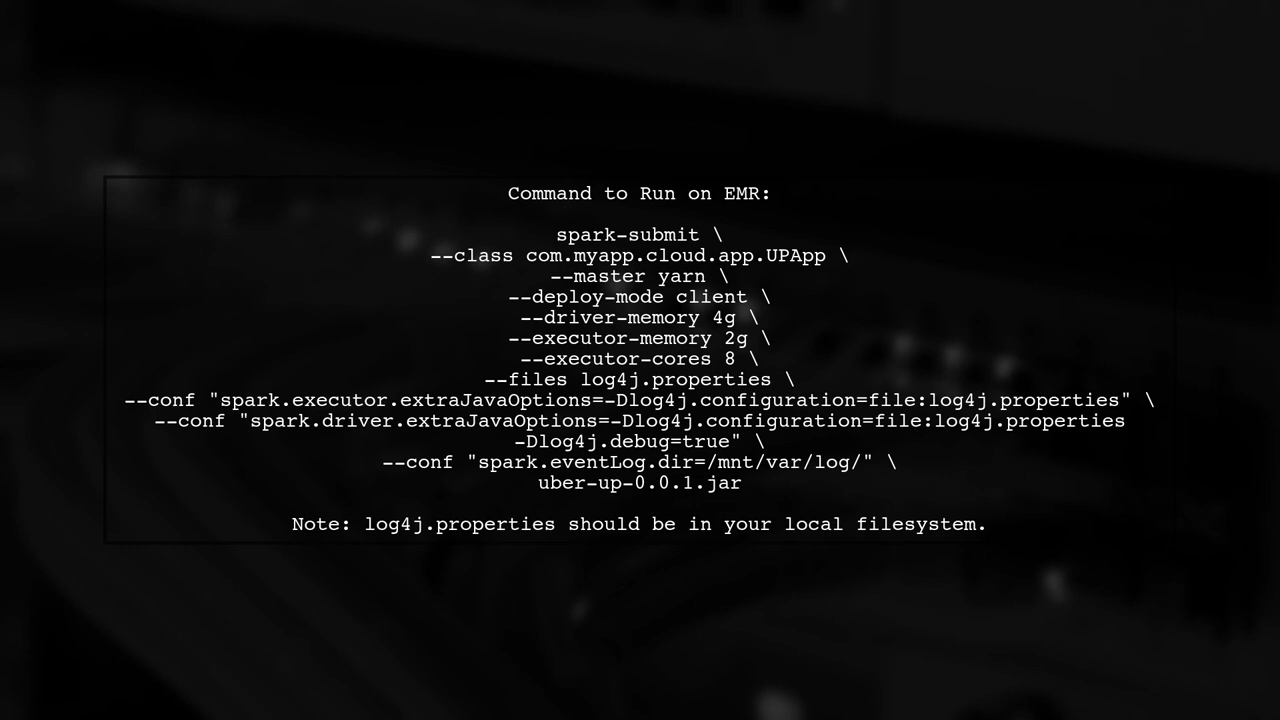 Command to Run on EMR:
spark-submit \
--class com.myapp.cloud.app.UPApp \
--master yarn \
--deploy-mode client \
--driver-memory 4g \
--executor-memory 2g \
--executor-cores 8 \
--files log4j.properties \
--conf "spark.executor.extraJavaOptions=-Dlog4j.configuration=file:log4j.properties" \
--conf "spark.driver.extraJavaOptions=-Dlog4j.configuration=file:log4j.properties
-Dlog4j.debug=true" \
--conf "spark.eventLog.dir=/mnt/var/log/" \
uber-up-0.0.1.jar
Note: log4j.properties should be in your local filesystem.